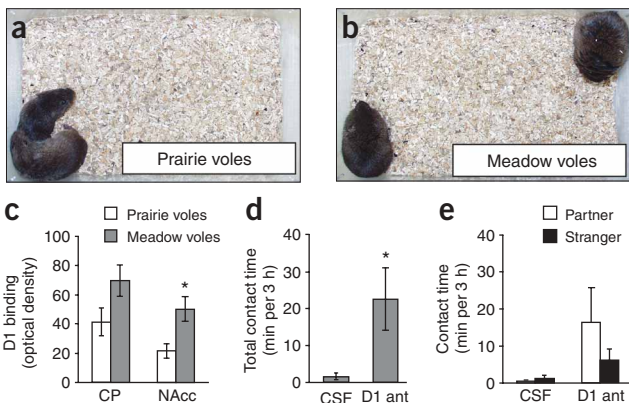 a
b
Prairie voles
Meadow voles
c
Prairie voles
Meadow voles
D1 binding
(optical density)
100
80
60
40
20
0
*
CP
NAcc
d
Total contact time
(min per 3 h)
40
30
20
10
0
*
CSF
D1 ant
e
Partner
Stranger
Contact time
(min per 3 h)
40
30
20
10
0
CSF
D1 ant